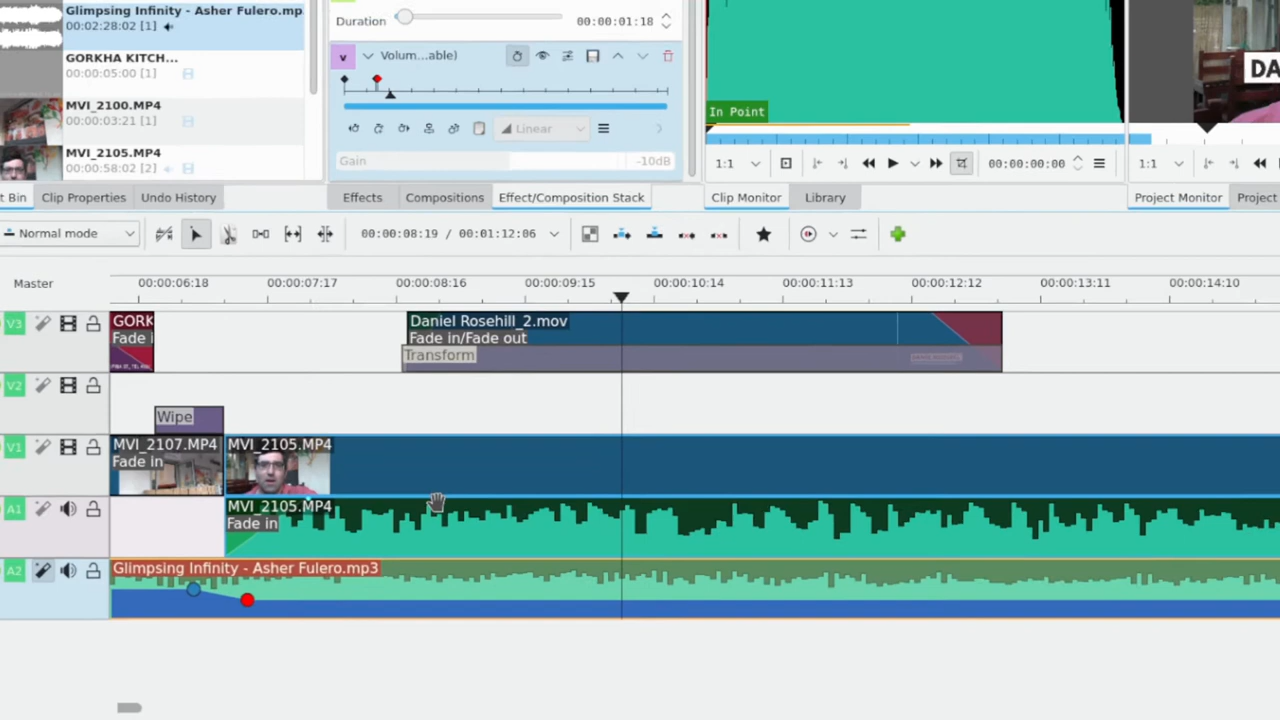 Glimpsing Infinity - Asher Fulero.mp
00:02:28:02 [1]
GORKHA KITCH...
00:00:05:00 [1]
MVI_2100.MP4
00:00:03:21 [1]
MVI_2105.MP4
00:00:58:02 [2]
Duration
00:00:01:18
v
Volum...able)
Linear
Gain
-10dB
In Point
1:1
00:00:00:00
DA
1:1
t Bin
Clip Properties
Undo History
Effects
Compositions
Effect/Composition Stack
Clip Monitor
Library
Project Monitor
Project
Normal mode
00:00:08:19 / 00:01:12:06
Master
00:00:06:18
00:00:07:17
00:00:08:16
00:00:09:15
00:00:10:14
00:00:11:13
00:00:12:12
00:00:13:11
00:00:14:10
V3
GORK
Fade i
Daniel Rosehill_2.mov
Fade in/Fade out
Transform
V2
Wipe
V1
MVI_2107.MP4
Fade in
MVI_2105.MP4
A1
MVI_2105.MP4
Fade in
A2
Glimpsing Infinity - Asher Fulero.mp3